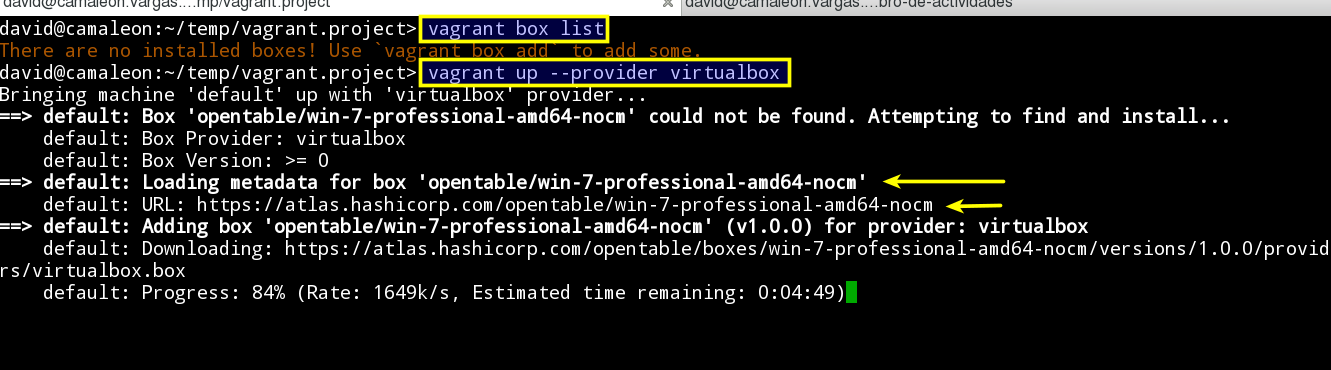 david@camaleon.vargas....mp/vagrant.project david@camaleon.vargas....bro-de-actividades
david@camaleon:~/temp/vagrant.project> vagrant box list
There are no installed boxes! Use `vagrant box add` to add some.
david@camaleon:~/temp/vagrant.project> vagrant up --provider virtualbox
Bringing machine 'default' up with 'virtualbox' provider...
==> default: Box 'opentable/win-7-professional-amd64-nocm' could not be found. Attempting to find and install...
default: Box Provider: virtualbox
default: Box Version: >= 0
==> default: Loading metadata for box 'opentable/win-7-professional-amd64-nocm'
default: URL: https://atlas.hashicorp.com/opentable/win-7-professional-amd64-nocm
==> default: Adding box 'opentable/win-7-professional-amd64-nocm' (v1.0.0) for provider: virtualbox
default: Downloading: https://atlas.hashicorp.com/opentable/boxes/win-7-professional-amd64-nocm/versions/1.0.0/provide
rs/virtualbox.box
default: Progress: 84% (Rate: 1649k/s, Estimated time remaining: 0:04:49)